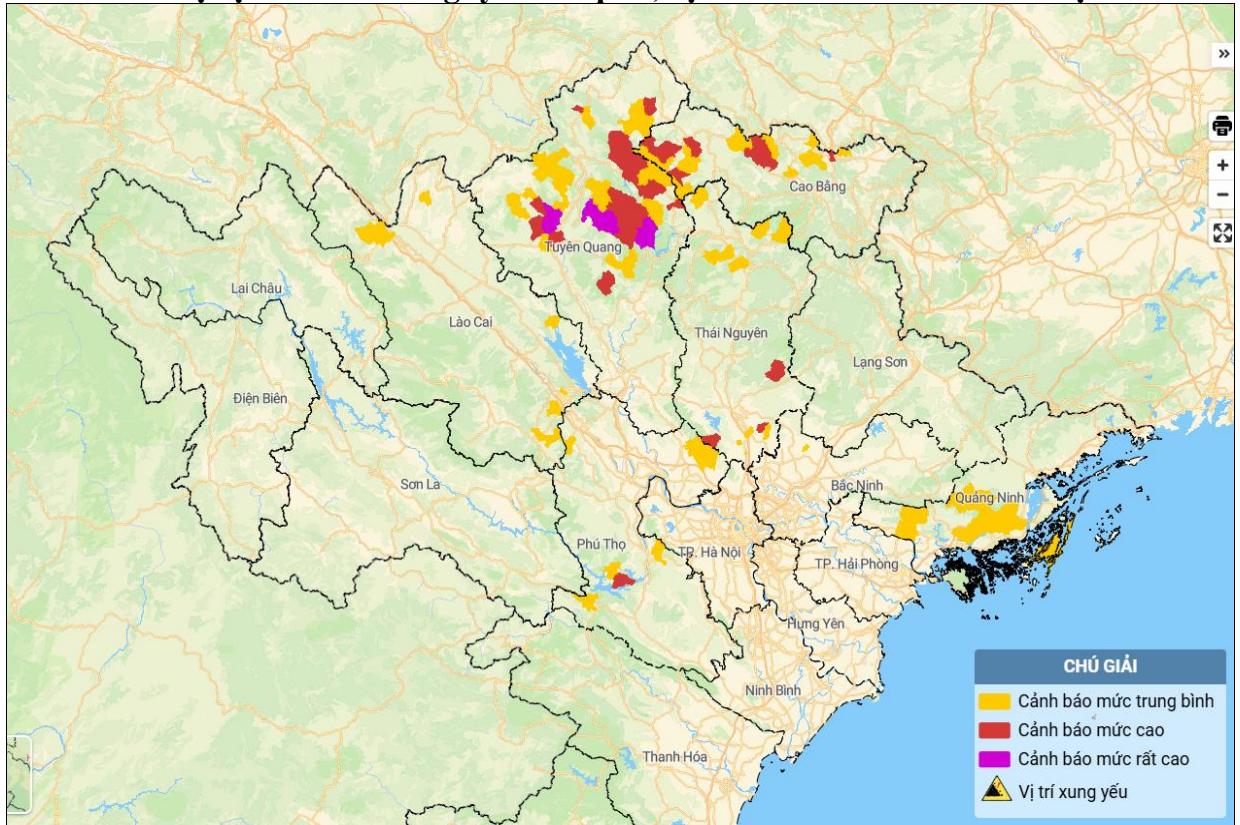 »
+
−
Cao Bằng
Tuyên Quang
Lai Châu
Lào Cai
Thái Nguyên
Lạng Sơn
Điện Biên
Sơn La
Bắc Ninh
Quảng Ninh
Phú Thọ
TP. Hà Nội
TP. Hải Phòng
Hưng Yên
Ninh Bình
Thanh Hóa
CHÚ GIẢI
Cảnh báo mức trung bình
Cảnh báo mức cao
Cảnh báo mức rất cao
Vị trí xung yếu